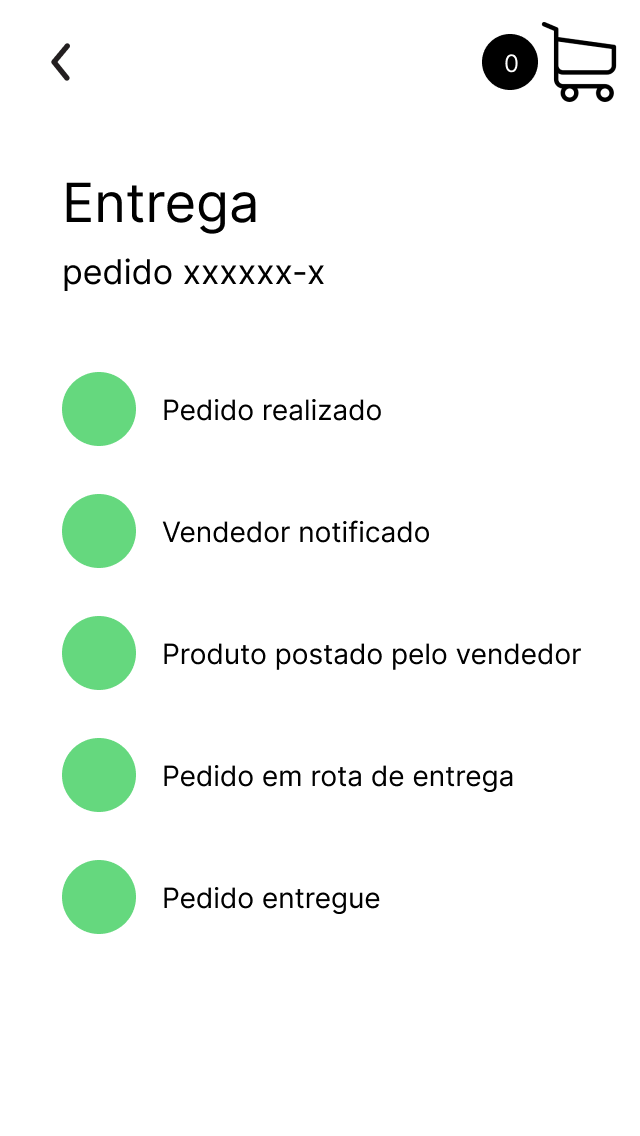 0
Entrega
pedido xxxxxx-x
Pedido realizado
Vendedor notificado
Produto postado pelo vendedor
Pedido em rota de entrega
Pedido entregue